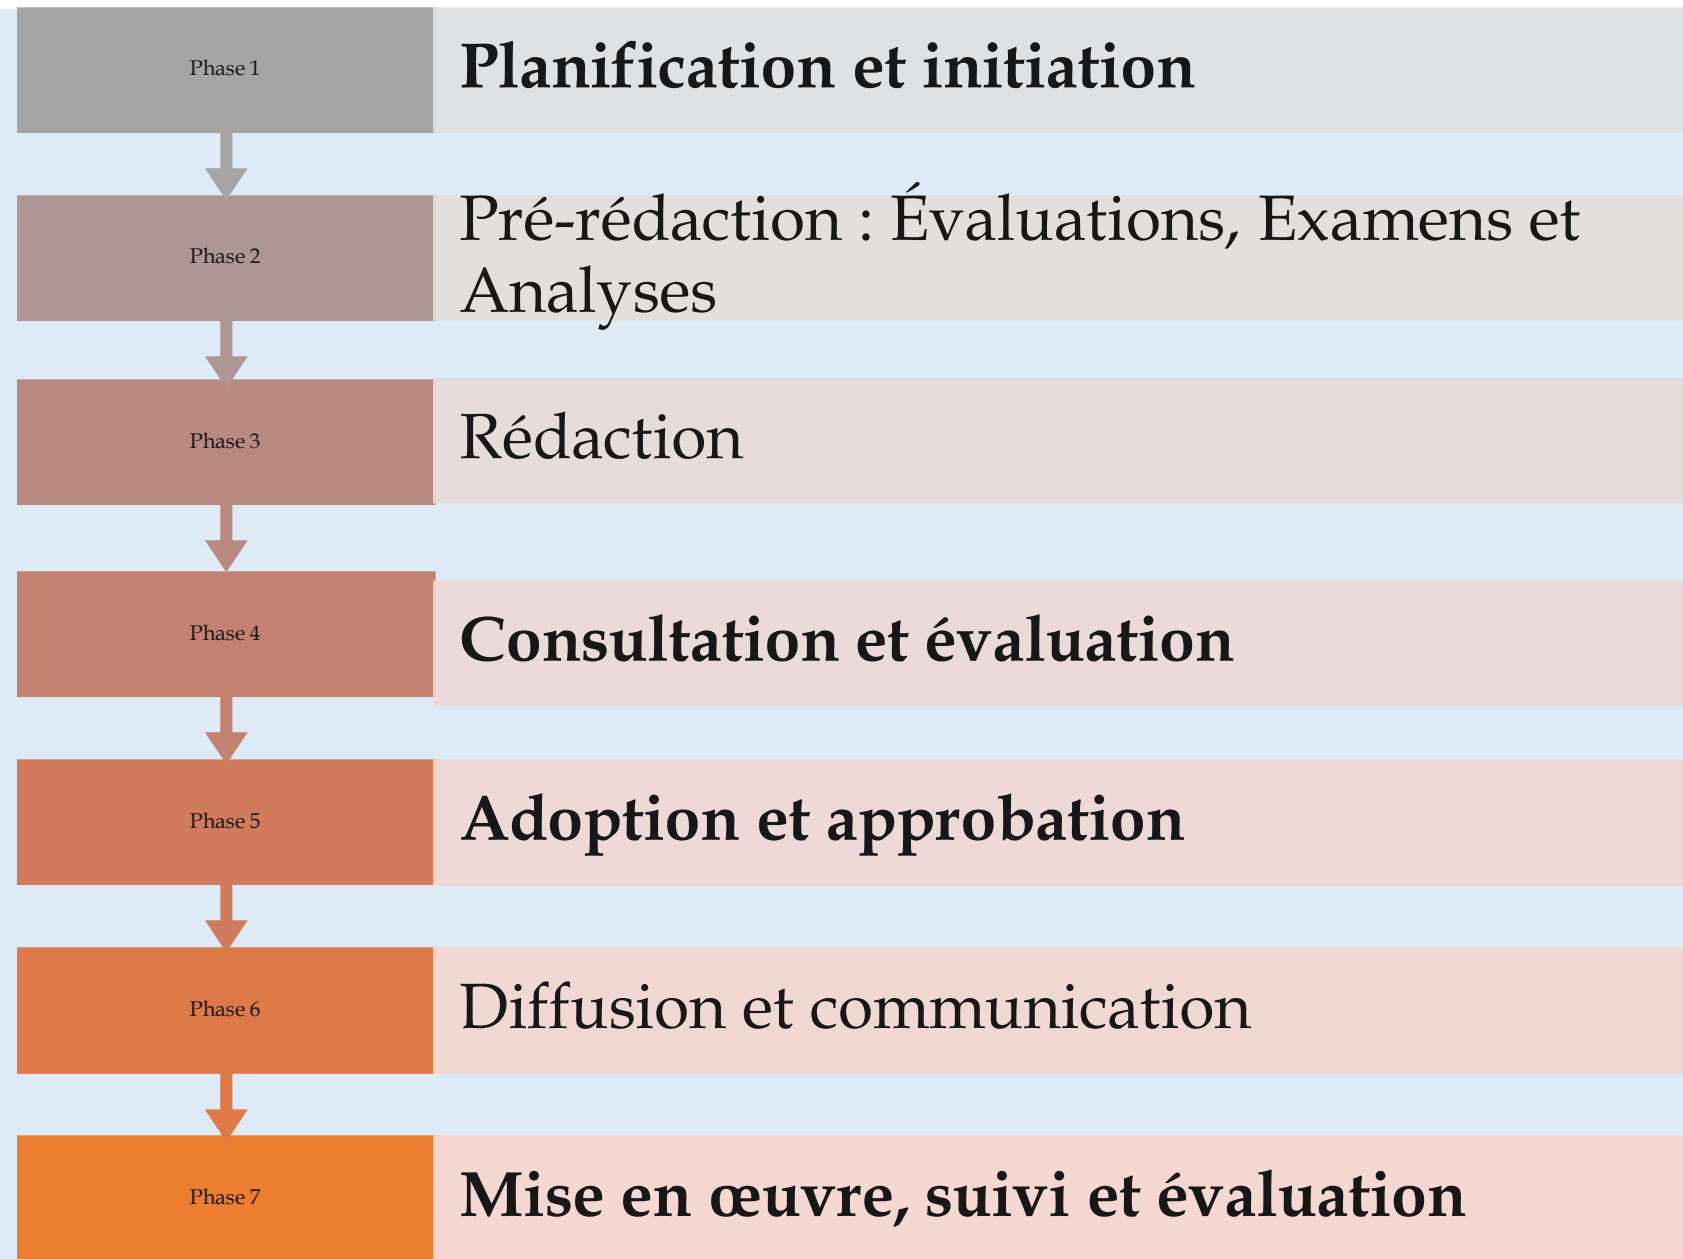 Phase 1
Planification et initiation
Phase 2
Pré-rédaction : Évaluations, Examens et
Analyses
Phase 3
Rédaction
Phase 4
Consultation et évaluation
Phase 5
Adoption et approbation
Phase 6
Diffusion et communication
Phase 7
Mise en œuvre, suivi et évaluation